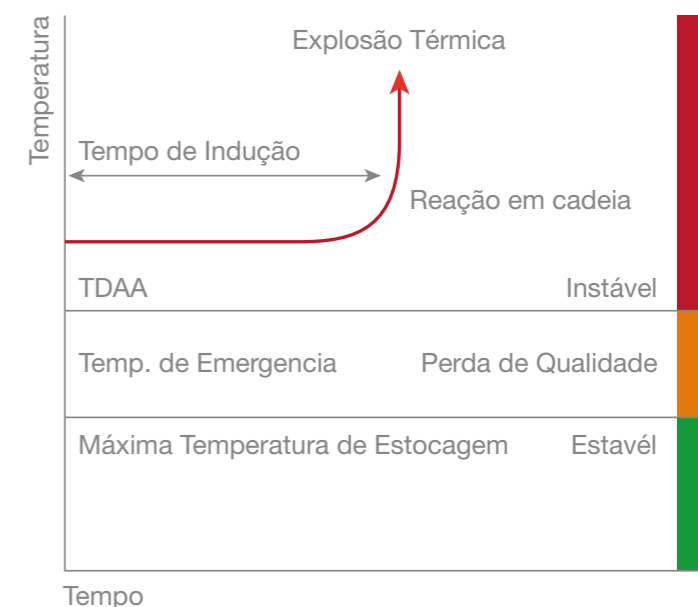 Temperatura
Explosão Térmica
Tempo de Indução
Reação em cadeia
TDAA Instável
Temp. de Emergencia Perda de Qualidade
Máxima Temperatura de Estocagem Estavél
Tempo